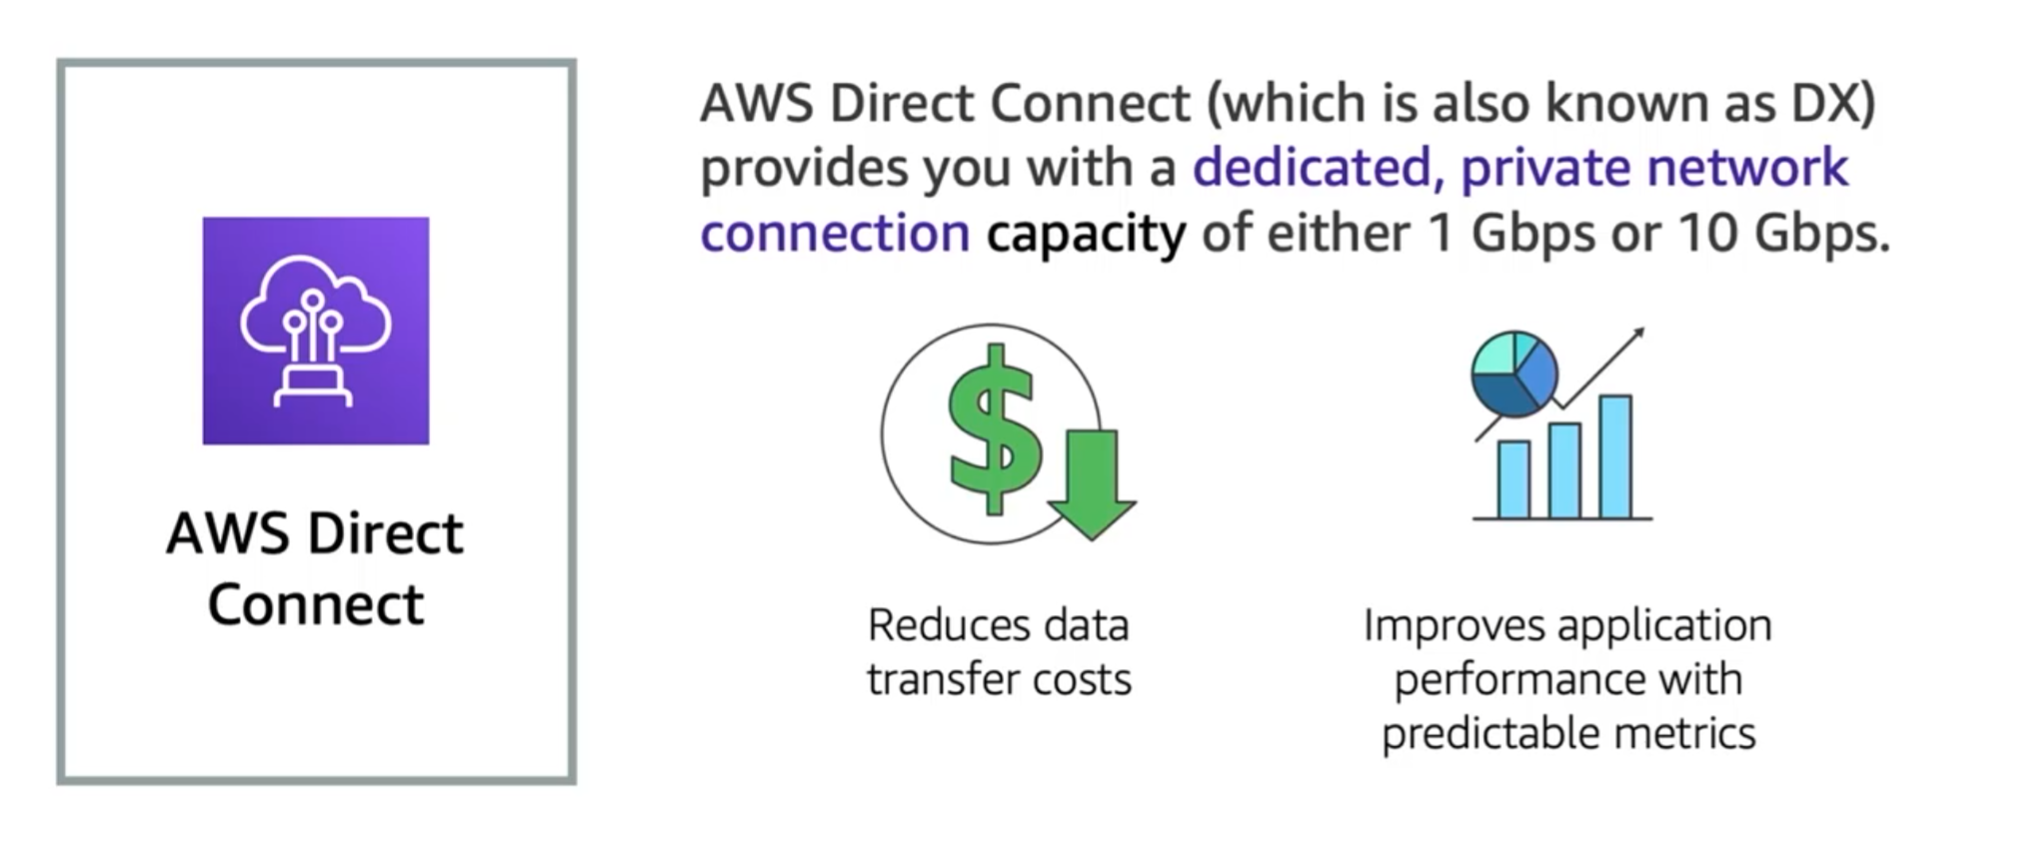 AWS Direct
Connect
AWS Direct Connect (which is also known as DX)
provides you with a dedicated, private network
connection capacity of either 1 Gbps or 10 Gbps.
Reduces data
transfer costs
Improves application
performance with
predictable metrics